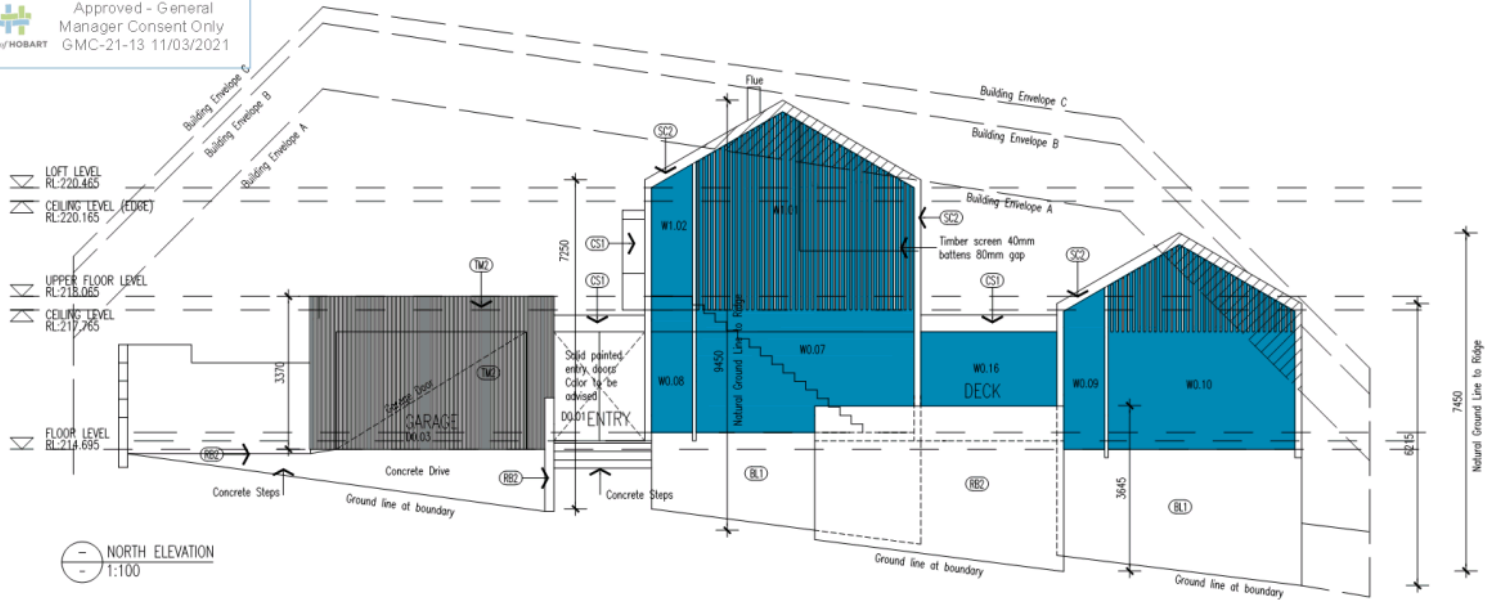 Approved - General
Manager Consent Only
GMC-21-13 11/03/2021
of HOBART
Building Envelope C
Building Envelope B
Building Envelope A
Flue
Building Envelope C
Building Envelope B
Building Envelope A
SC2
LOFT LEVEL
RL:220.465
CEILING LEVEL (EDGE)
RL:220.165
UPPER FLOOR LEVEL
RL:218.065
CEILING LEVEL
RL:217.765
FLOOR LEVEL
RL:214.695
W1.02
W1.01
SC2
Timber screen 40mm
battens 80mm gap
CS1
7250
TM2
CS1
CS1
SC2
3370
TM2
Garage Door
GARAGE
D0.03
Solid painted
entry doors
Color to be
advised
D0.01 ENTRY
W0.08
9450
Natural Ground Line to Ridge
W0.07
W0.16
DECK
W0.09
W0.10
7450
Natural Ground Line to Ridge
6215
3645
RB2
Concrete Drive
RB2
Concrete Steps
Concrete Steps
Ground line at boundary
BL1
RB2
BL1
Ground line at boundary
Ground line at boundary
NORTH ELEVATION
1:100